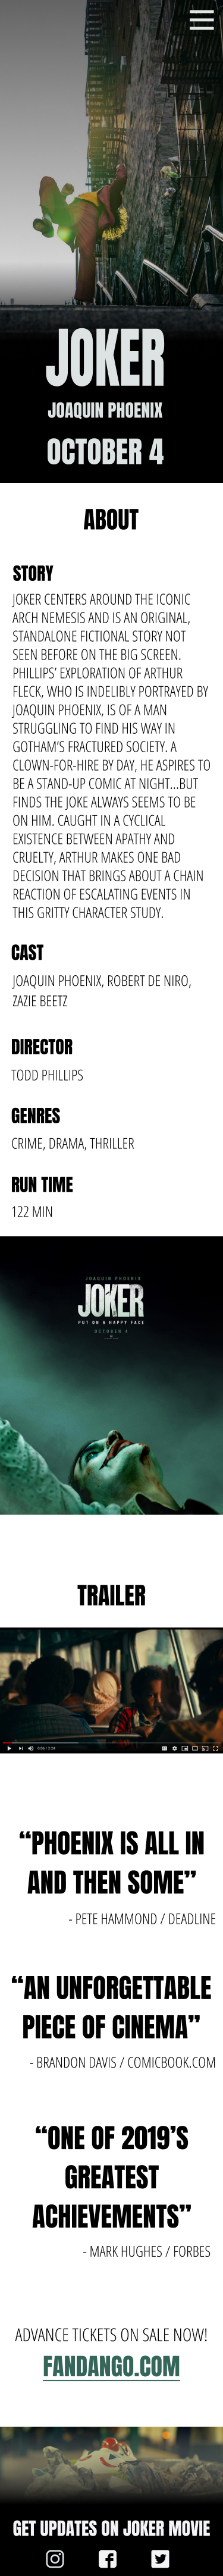 JOKER
JOAQUIN PHOENIX
OCTOBER 4
ABOUT
STORY
JOKER CENTERS AROUND THE ICONIC
ARCH NEMESIS AND IS AN ORIGINAL,
STANDALONE FICTIONAL STORY NOT
SEEN BEFORE ON THE BIG SCREEN.
PHILLIPS' EXPLORATION OF ARTHUR
FLECK, WHO IS INDELIBLY PORTRAYED BY
JOAQUIN PHOENIX, IS OF A MAN
STRUGGLING TO FIND HIS WAY IN
GOTHAM'S FRACTURED SOCIETY. A
CLOWN-FOR-HIRE BY DAY, HE ASPIRES TO
BE A STAND-UP COMIC AT NIGHT...BUT
FINDS THE JOKE ALWAYS SEEMS TO BE
ON HIM. CAUGHT IN A CYCLICAL
EXISTENCE BETWEEN APATHY AND
CRUELTY, ARTHUR MAKES ONE BAD
DECISION THAT BRINGS ABOUT A CHAIN
REACTION OF ESCALATING EVENTS IN
THIS GRITTY CHARACTER STUDY.
CAST
JOAQUIN PHOENIX, ROBERT DE NIRO,
ZAZIE BEETZ
DIRECTOR
TODD PHILLIPS
GENRES
CRIME, DRAMA, THRILLER
RUN TIME
122 MIN
JOAQUIN PHOENIX
JOKER
PUT ON A HAPPY FACE
OCTOBER 4
TRAILER
“PHOENIX IS ALL IN
AND THEN SOME”
- PETE HAMMOND / DEADLINE
“AN UNFORGETTABLE
PIECE OF CINEMA”
- BRANDON DAVIS / COMICBOOK.COM
“ONE OF 2019’S
GREATEST
ACHIEVEMENTS”
- MARK HUGHES / FORBES
ADVANCE TICKETS ON SALE NOW!
FANDANGO.COM
GET UPDATES ON JOKER MOVIE